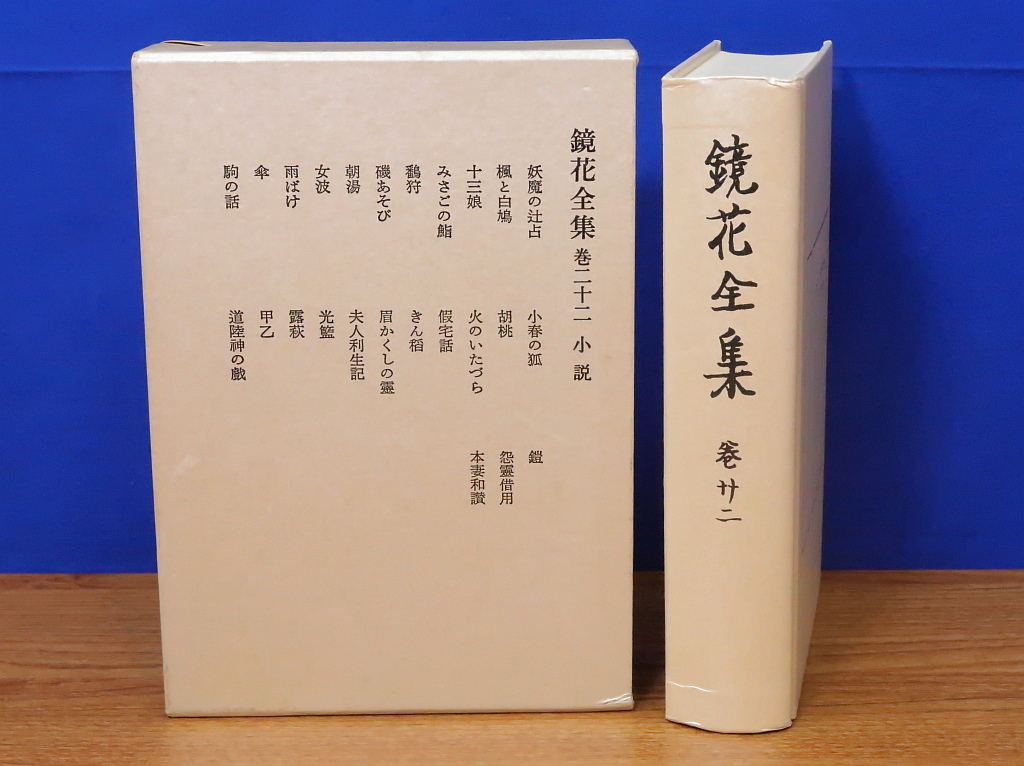 鏡花全集 巻二十二 小説
妖魔の辻占
楓と白鳩
十三娘
みさごの鮨
鷭狩
磯あそび
朝湯
女波
雨ばけ
傘
駒の話
小春の狐
胡桃
火のいたづら
假宅話
きん稻
眉かくしの靈
夫人利生記
光籃
露萩
甲乙
道陸神の戲
鎧
怨靈借用
本妻和讃
鏡花全集
巻廿二